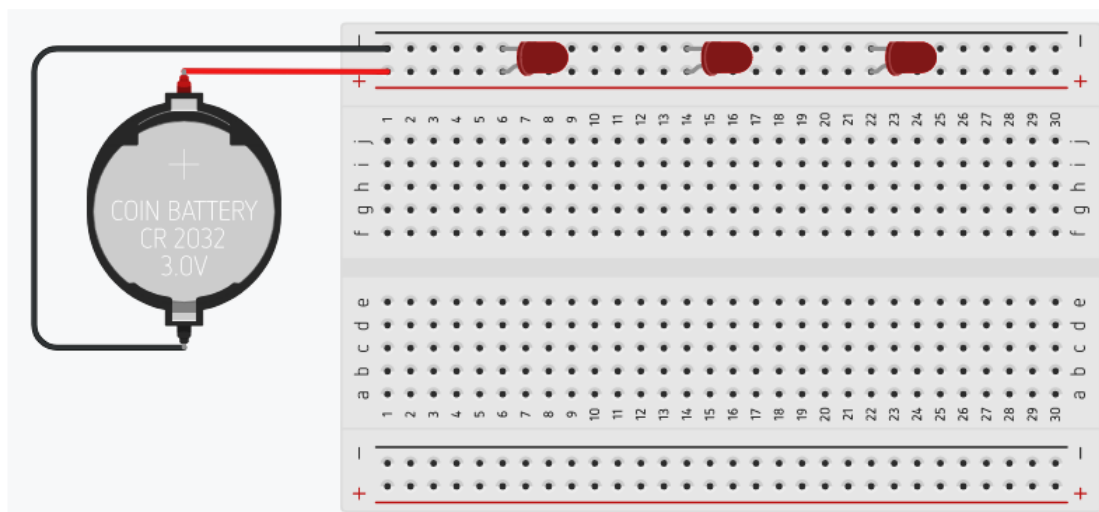 - -
+ +
1 2 3 4 5 6 7 8 9 10 11 12 13 14 15 16 17 18 19 20 21 22 23 24 25 26 27 28 29 30
j j
i i
h h
g g
f f
+
COIN BATTERY
CR 2032
3.0V
e e
d d
c c
b b
a a
1 2 3 4 5 6 7 8 9 10 11 12 13 14 15 16 17 18 19 20 21 22 23 24 25 26 27 28 29 30
- -
+ +